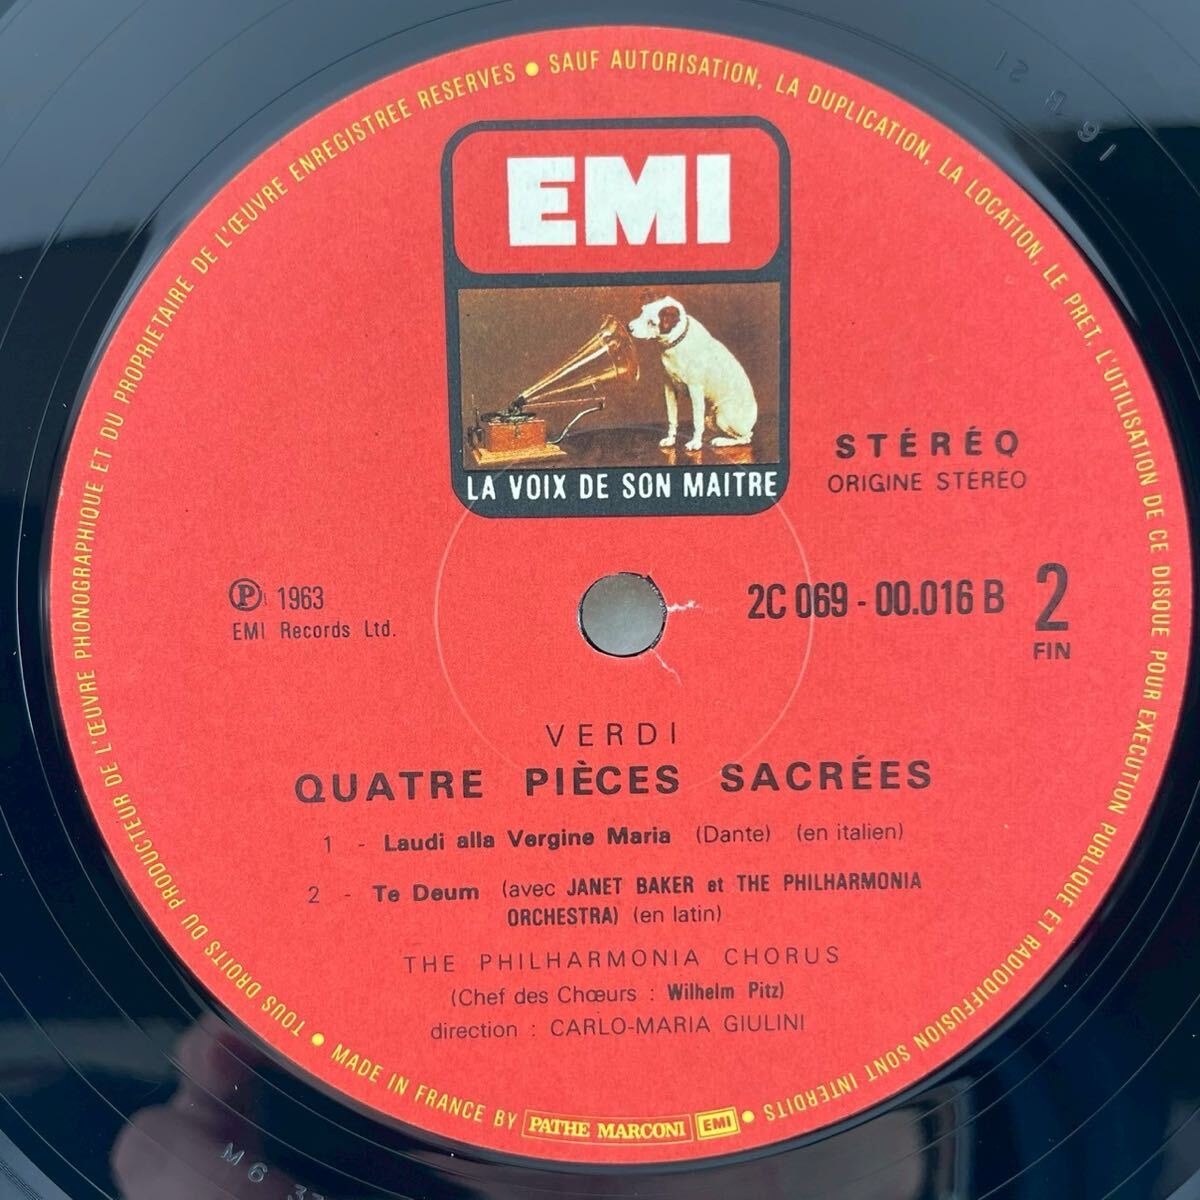 TOUS DROITS DU PRODUCTEUR DE L'ŒUVRE PHONOGRAPHIQUE ET DU PROPRIETAIRE DE L'ŒUVRE ENREGISTREE RESERVES • SAUF AUTORISATION, LA DUPLICATION, LA LOCATION, LE PRET, L'UTILISATION DE CE DISQUE POUR EXECUTION PUBLIQUE ET RADIODIFFUSION SONT INTERDITS •
EMI
LA VOIX DE SON MAITRE
STÉRÉO
ORIGINE STÉRÉO
℗ 1963
EMI Records Ltd.
2C 069 - 00.016 B 2
FIN
VERDI
QUATRE PIÈCES SACRÉES
1 - Laudi alla Vergine Maria (Dante) (en italien)
2 - Te Deum (avec JANET BAKER et THE PHILHARMONIA
ORCHESTRA) (en latin)
THE PHILHARMONIA CHORUS
(Chef des Chœurs : Wilhelm Pitz)
direction : CARLO-MARIA GIULINI
• MADE IN FRANCE BY PATHE MARCONI EMI
M6